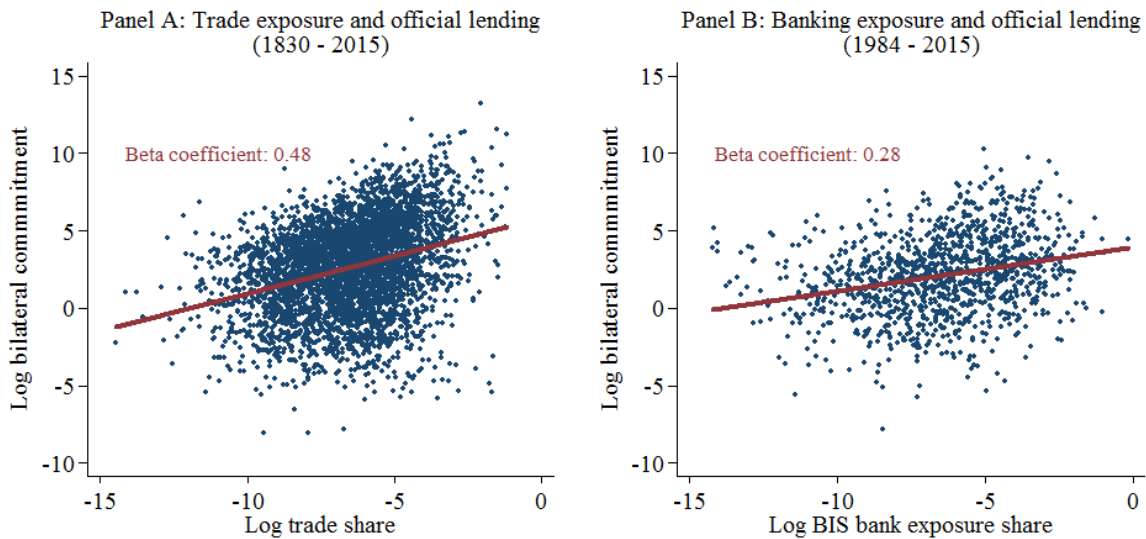 Panel A: Trade exposure and official lending
(1830 - 2015)
15
10
5
0
-5
-10
Log bilateral commitment
Beta coefficient: 0.48
-15
-10
-5
0
Log trade share
Panel B: Banking exposure and official lending
(1984 - 2015)
15
10
5
0
-5
-10
Log bilateral commitment
Beta coefficient: 0.28
-15
-10
-5
0
Log BIS bank exposure share